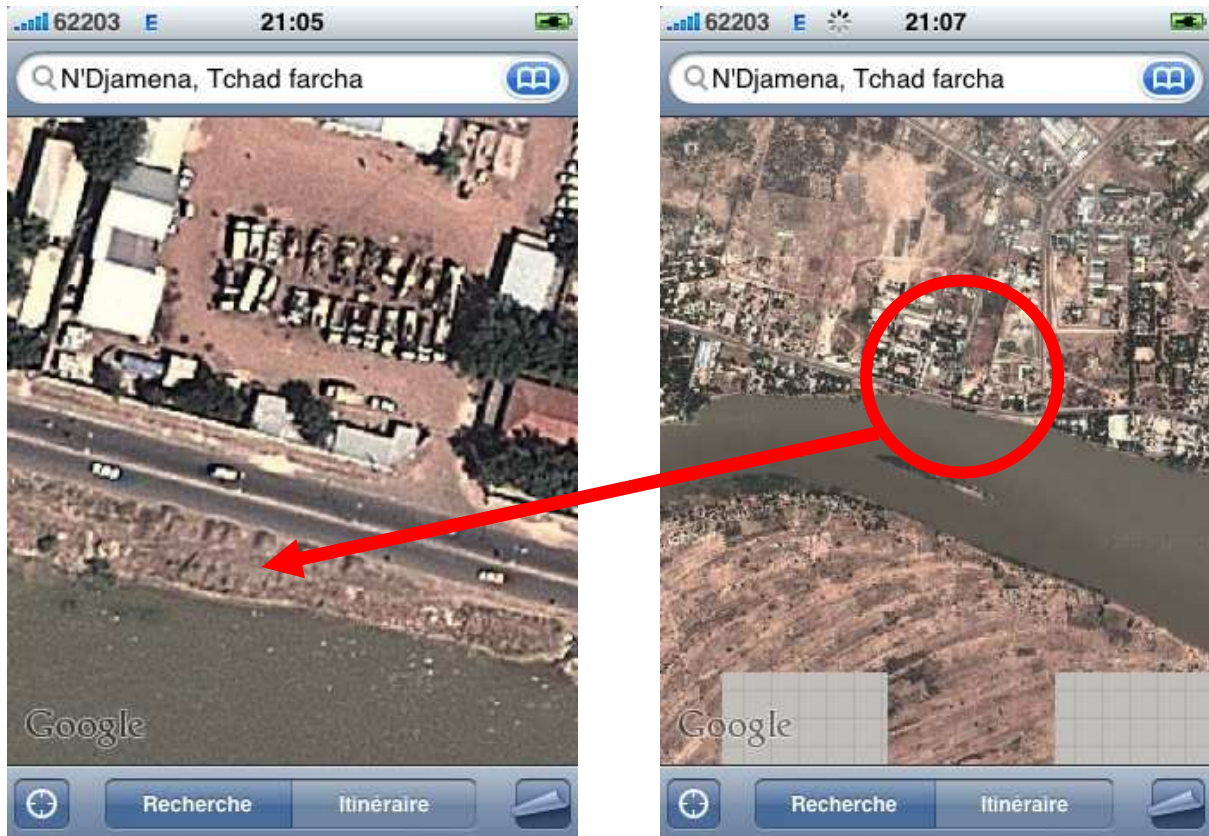 62203 E 21:05
N'Djamena, Tchad farcha
Google
Recherche Itinéraire
62203 E 21:07
N'Djamena, Tchad farcha
Google
Recherche Itinéraire